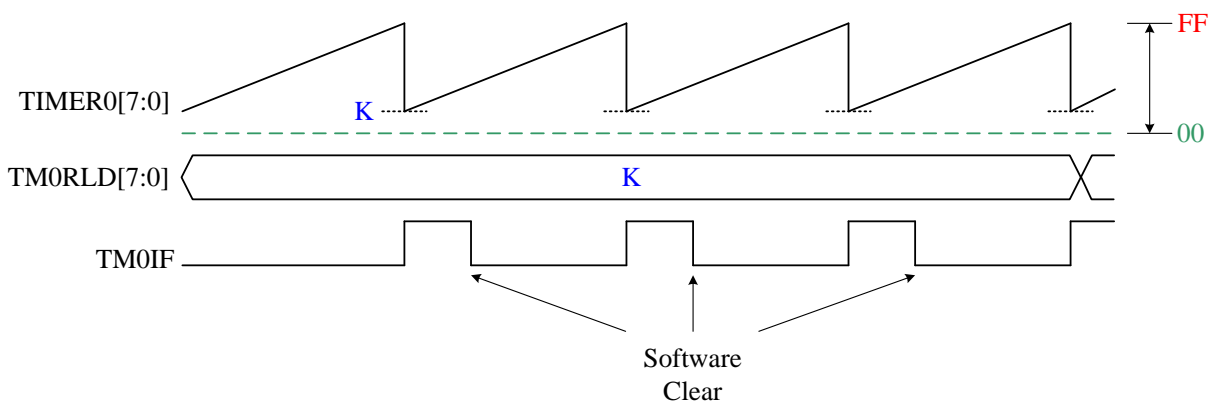 FF
TIMER0[7:0]
K
00
TM0RLD[7:0]
K
TM0IF
Software
Clear